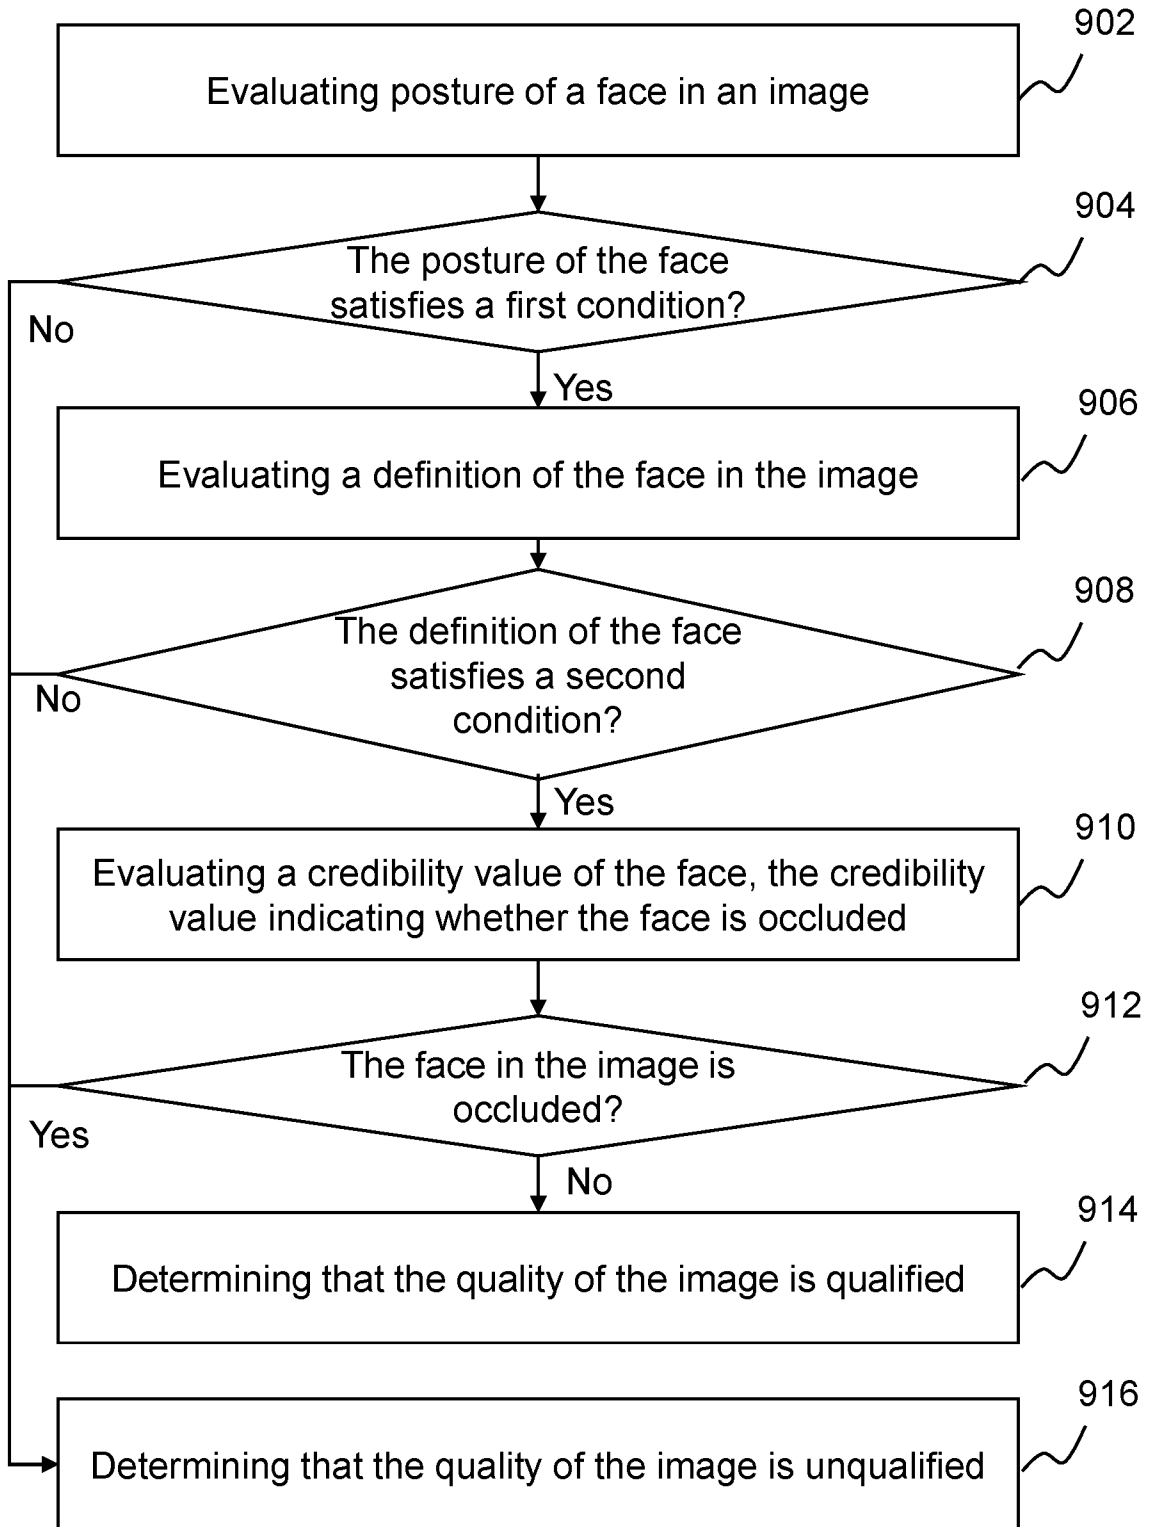 902
Evaluating posture of a face in an image
904
The posture of the face
satisfies a first condition?
No
Yes
906
Evaluating a definition of the face in the image
908
The definition of the face
satisfies a second
condition?
No
Yes
910
Evaluating a credibility value of the face, the credibility
value indicating whether the face is occluded
912
The face in the image is
occluded?
Yes
No
914
Determining that the quality of the image is qualified
916
Determining that the quality of the image is unqualified